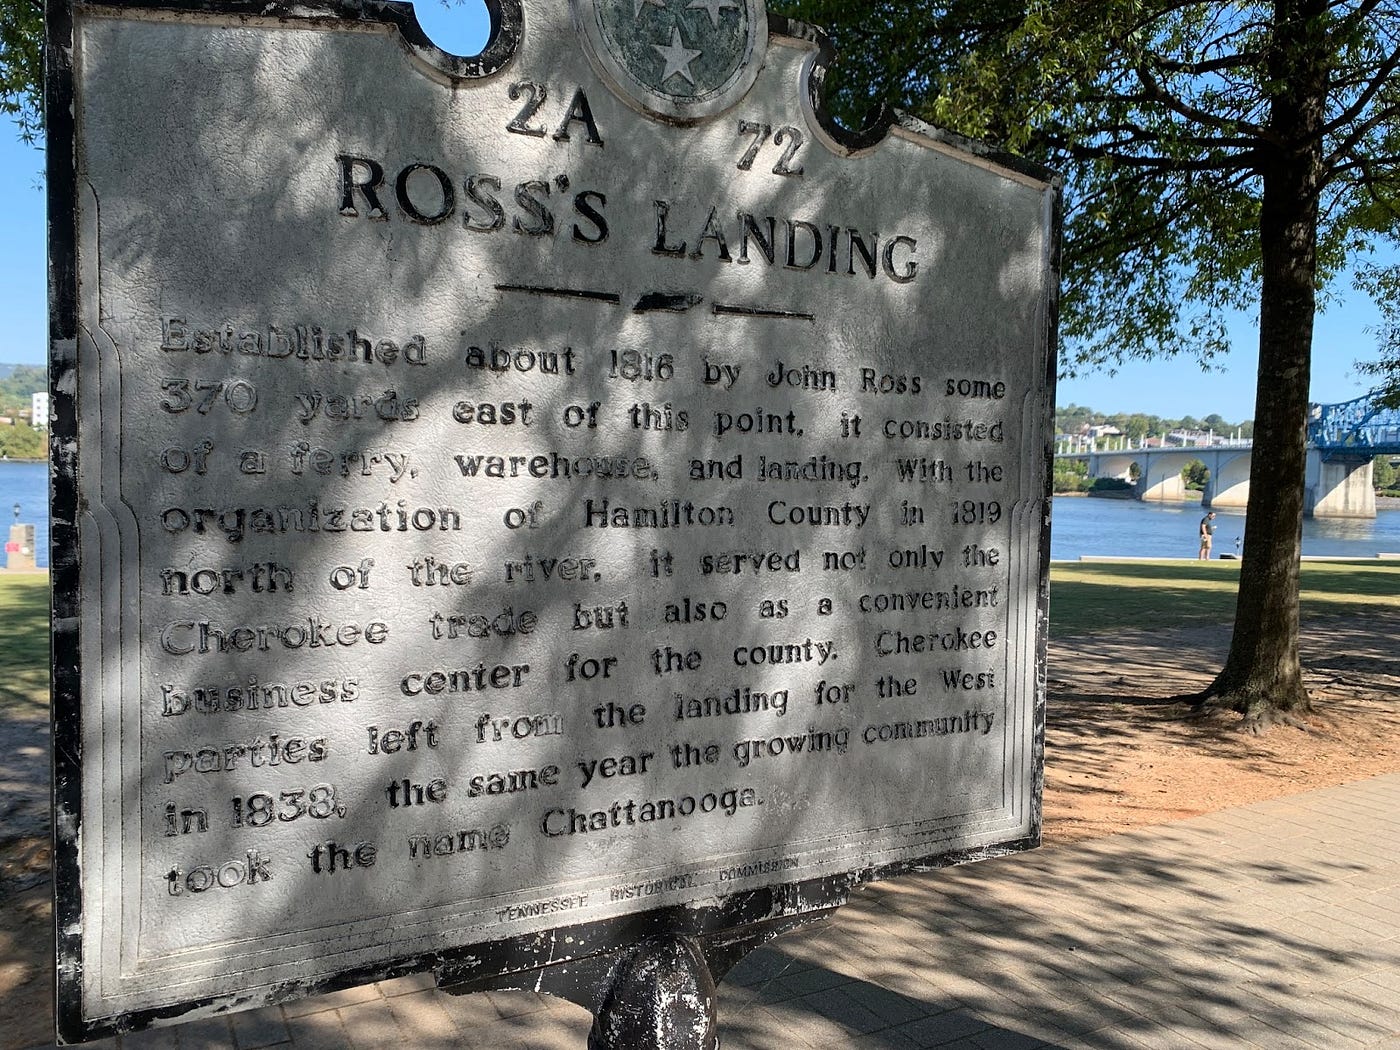 2A 72
ROSS'S LANDING
Established about 1816 by John Ross some
370 yards east of this point, it consisted
of a ferry, warehouse, and landing. With the
organization of Hamilton County in 1819
north of the river, it served not only the
Cherokee trade but also as a convenient
business center for the county. Cherokee
parties left from the landing for the West
in 1838, the same year the growing community
took the name Chattanooga.
TENNESSEE HISTORICAL COMMISSION